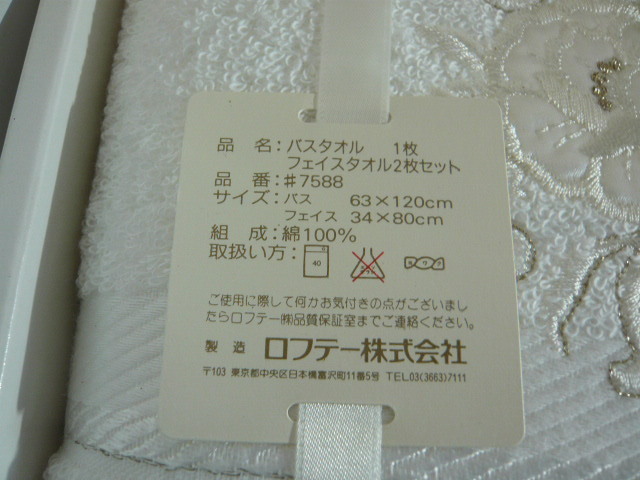 品　名：バスタオル　1枚
フェイスタオル2枚セット
品　番：♯7588
サイズ：バス　63×120cm
フェイス　34×80cm
組　成：綿100%
取扱い方：
40
ご使用に際して何かお気付きの点がございまし
たらロフテー㈱品質保証室までご連絡ください。
製造　ロフテー株式会社
〒103 東京都中央区日本橋富沢町11番5号 TEL03(3663)7111